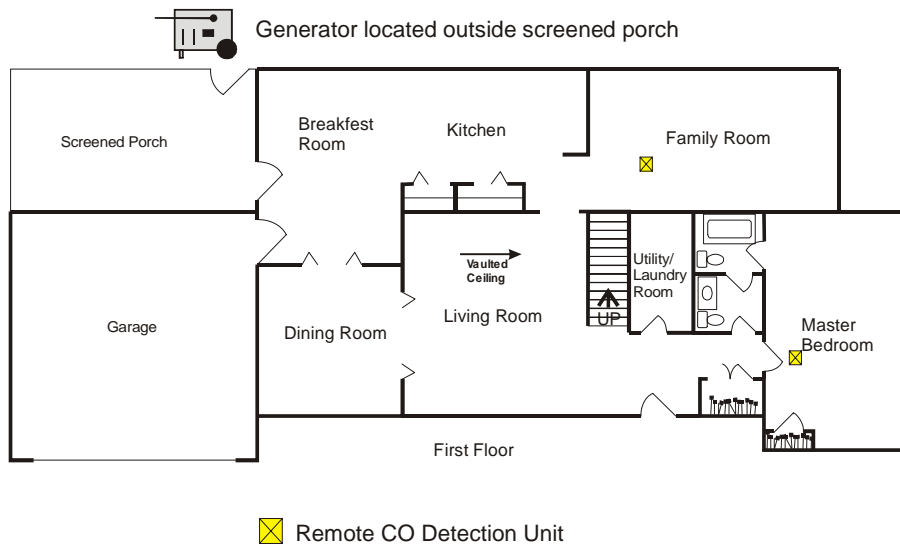 Generator located outside screened porch
Screened Porch
Breakfest
Room
Kitchen
Family Room
Garage
Dining Room
Vaulted
Ceiling
Living Room
UP
Utility/
Laundry
Room
Master
Bedroom
First Floor
Remote CO Detection Unit